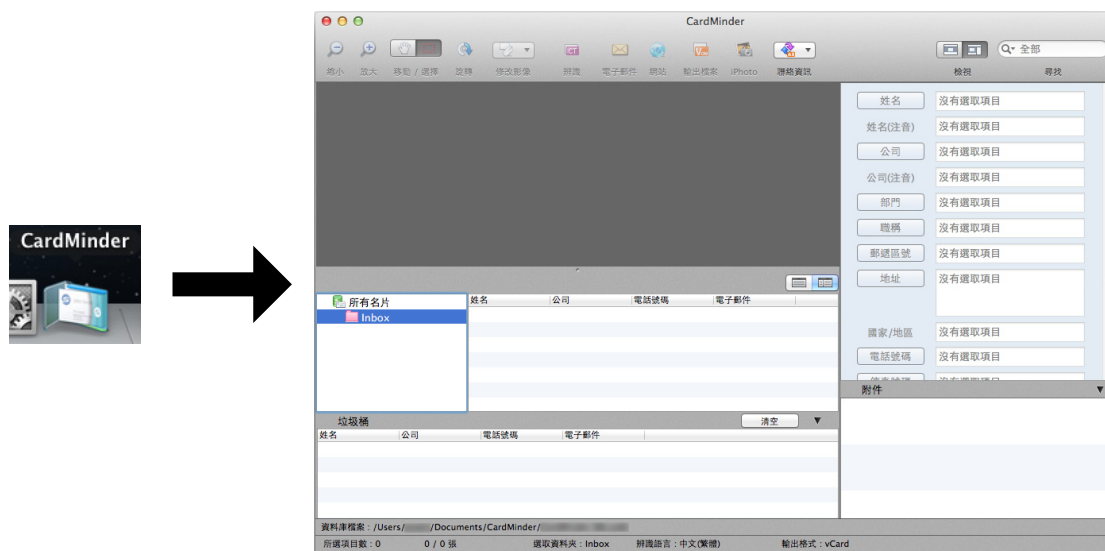 CardMinder
CardMinder
縮小 放大 移動 / 選擇 旋轉 修改影像 辨識 電子郵件 網站 輸出檔案 iPhoto 聯絡資訊 檢視 尋找
全部
姓名 沒有選取項目
姓名(注音) 沒有選取項目
公司 沒有選取項目
公司(注音) 沒有選取項目
部門 沒有選取項目
職稱 沒有選取項目
郵遞區號 沒有選取項目
地址 沒有選取項目
國家/地區 沒有選取項目
電話號碼 沒有選取項目
附件
所有名片
Inbox
姓名 公司 電話號碼 電子郵件
垃圾桶 清空
姓名 公司 電話號碼 電子郵件
資料庫檔案：/Users/ /Documents/CardMinder/
所選項目數：0 0 / 0 張 選取資料夾：Inbox 辨識語言：中文(繁體) 輸出格式：vCard